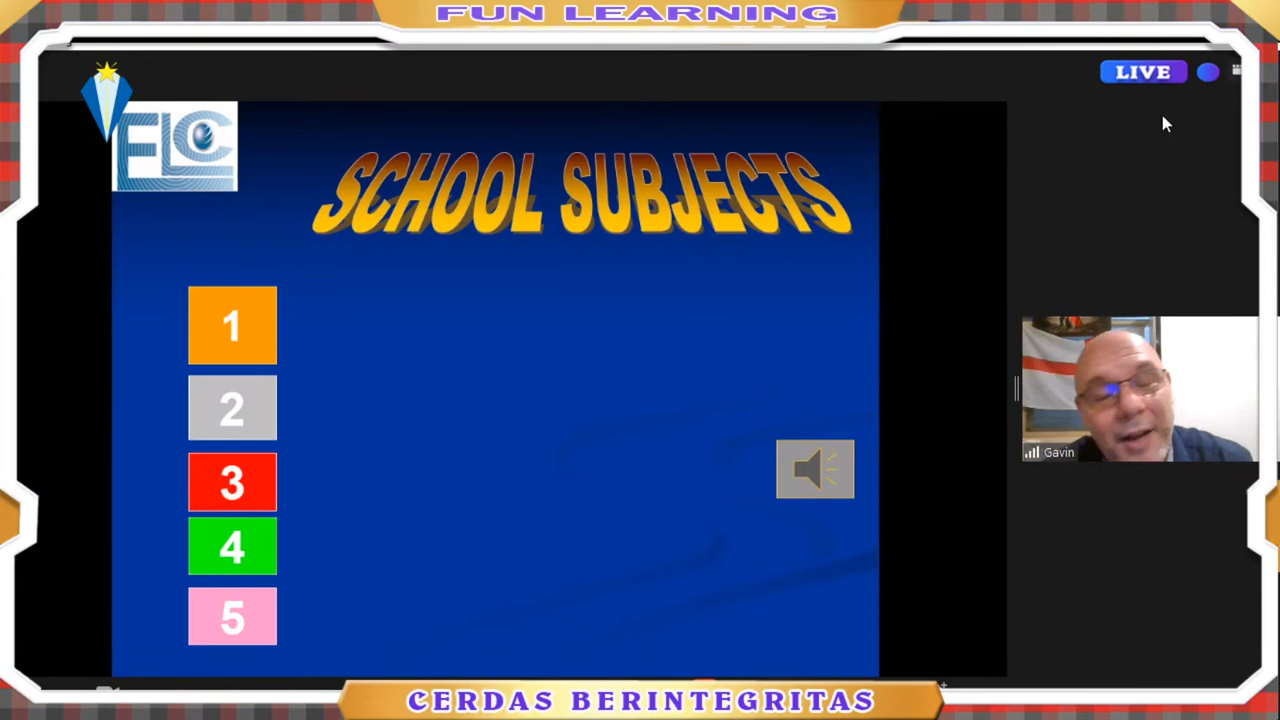 FUN LEARNING
LIVE
ELC
SCHOOL SUBJECTS
1
2
3
4
5
Gavin
CERDAS BERINTEGRITAS